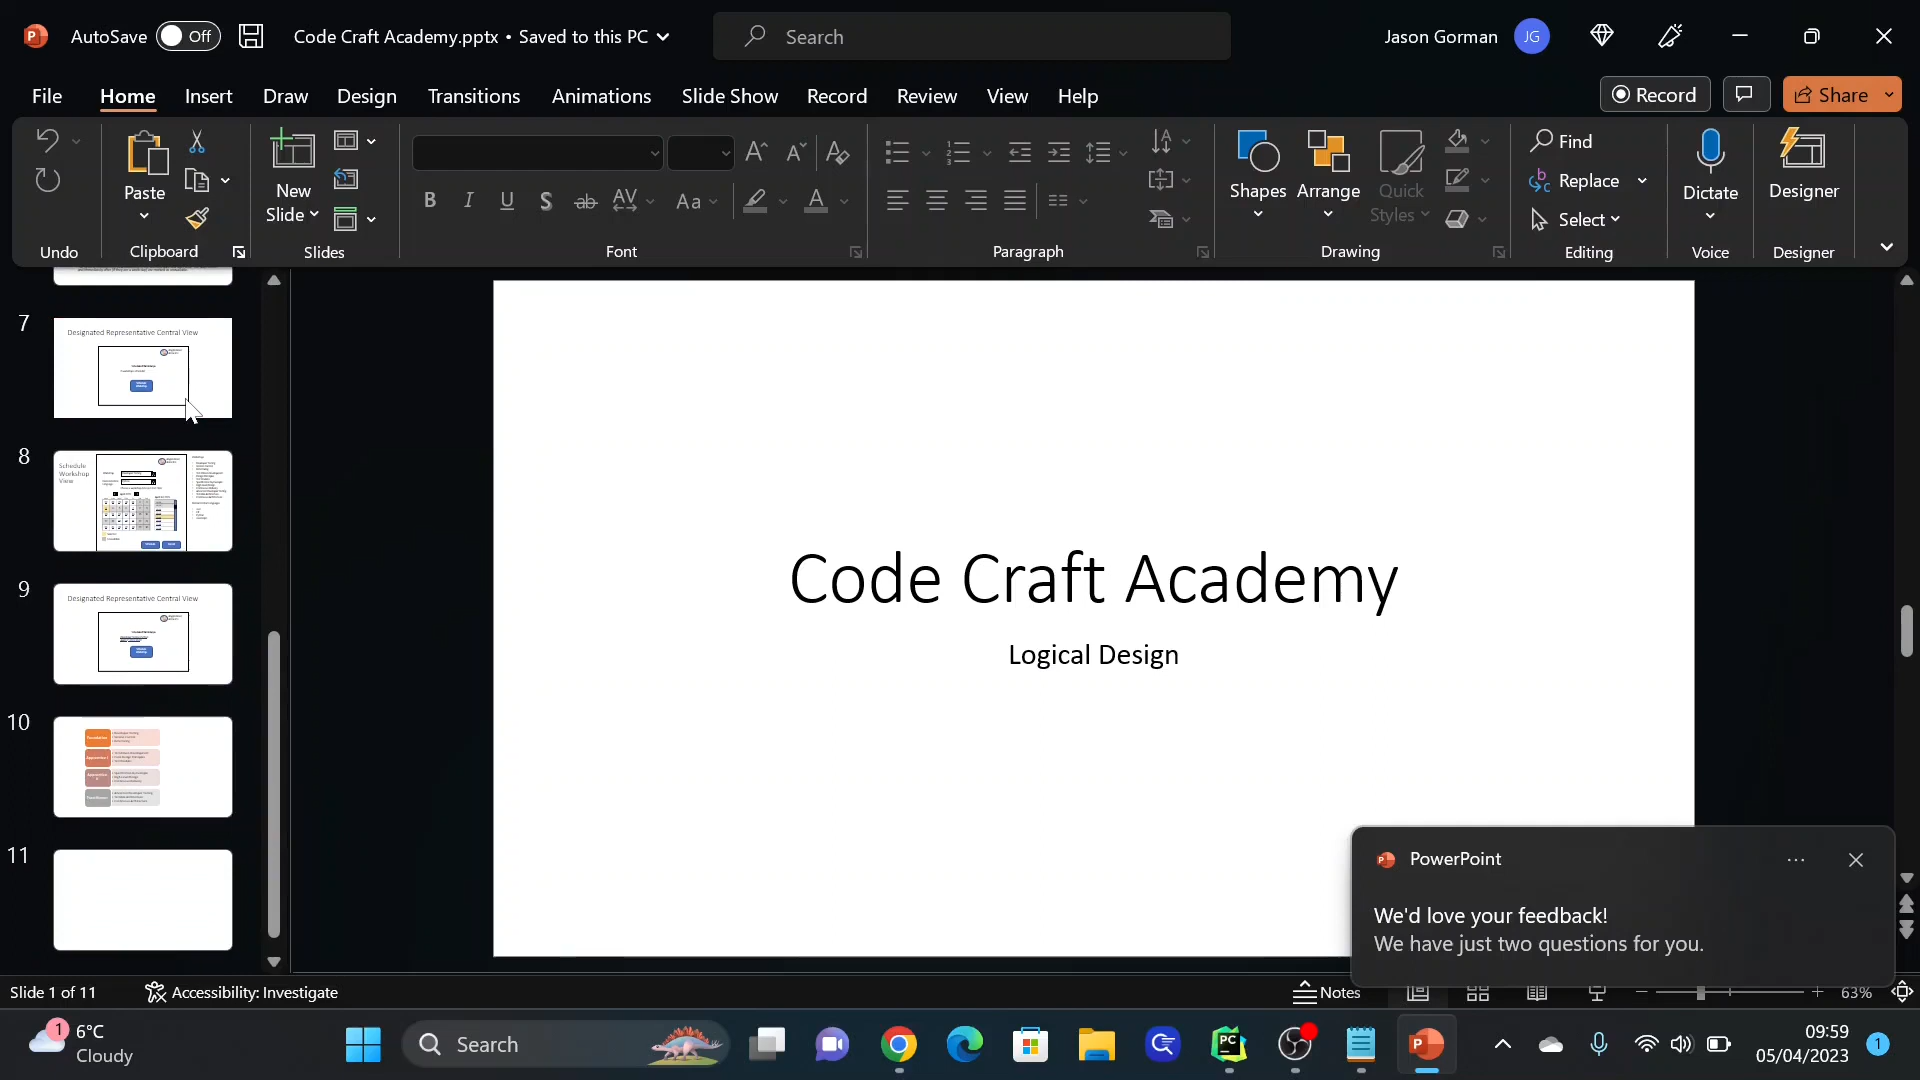 AutoSave Off Code Craft Academy.pptx • Saved to this PC Search Jason Gorman JG
File Home Insert Draw Design Transitions Animations Slide Show Record Review View Help Record Share
Paste New Slide Shapes Arrange Quick Styles Find Replace Select Dictate Designer
Undo Clipboard Slides Font Paragraph Drawing Editing Voice Designer
7
Designated Representative Central View
8
Schedule
Workshop
View
9
Designated Representative Central View
10
11
Code Craft Academy
Logical Design
PowerPoint
We'd love your feedback!
We have just two questions for you.
Slide 1 of 11 Accessibility: Investigate Notes 63%
1 6°C
Cloudy
Search
09:59
05/04/2023
1